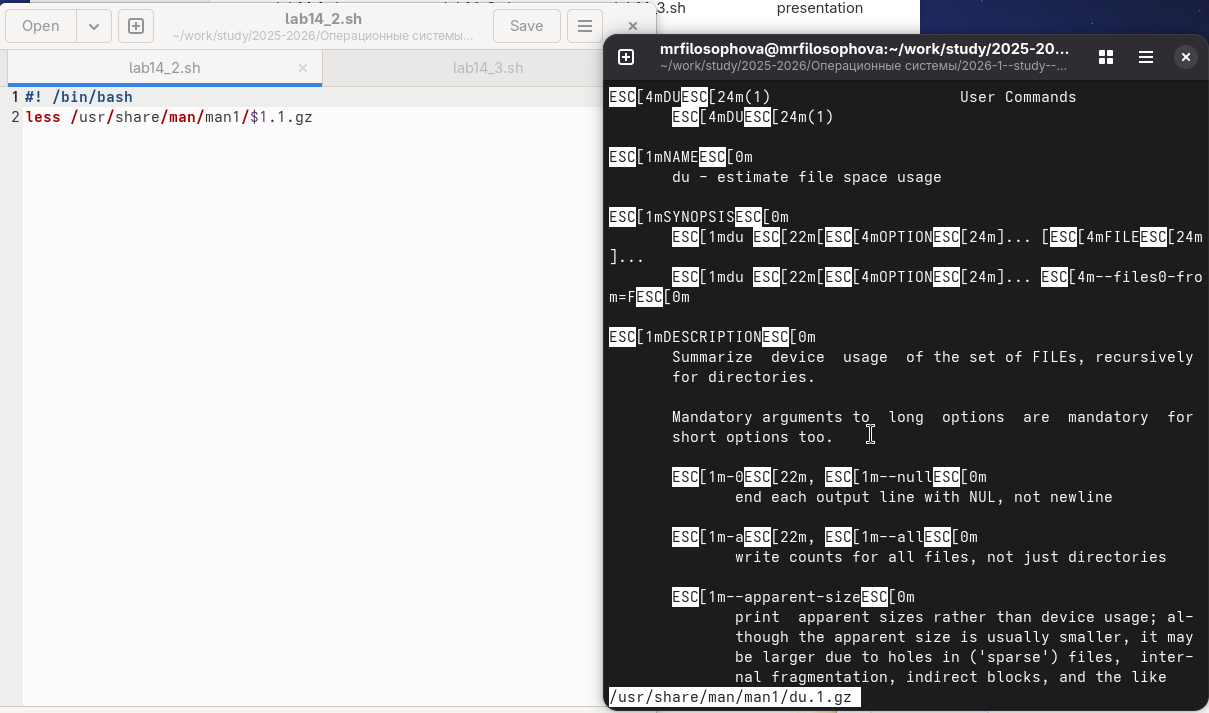 _3.sh
presentation
Open
lab14_2.sh
~/work/study/2025-2026/Операционные системы...
Save
lab14_2.sh
lab14_3.sh
1 #! /bin/bash
2 less /usr/share/man/man1/$1.1.gz
mrfilosophova@mrfilosophova:~/work/study/2025-20...
~/work/study/2025-2026/Операционные системы/2026-1--study--...
ESC[4mDUESC[24m(1) User Commands
ESC[4mDUESC[24m(1)
ESC[1mNAMEESC[0m
du - estimate file space usage
ESC[1mSYNOPSISESC[0m
ESC[1mdu ESC[22m[ESC[4mOPTIONESC[24m]... [ESC[4mFILEESC[24m
]...
ESC[1mdu ESC[22m[ESC[4mOPTIONESC[24m]... ESC[4m--files0-fro
m=FESC[0m
ESC[1mDESCRIPTIONESC[0m
Summarize device usage of the set of FILEs, recursively
for directories.
Mandatory arguments to long options are mandatory for
short options too.
ESC[1m-0ESC[22m, ESC[1m--nullESC[0m
end each output line with NUL, not newline
ESC[1m-aESC[22m, ESC[1m--allESC[0m
write counts for all files, not just directories
ESC[1m--apparent-sizeESC[0m
print apparent sizes rather than device usage; al-
though the apparent size is usually smaller, it may
be larger due to holes in ('sparse') files, inter-
nal fragmentation, indirect blocks, and the like
/usr/share/man/man1/du.1.gz